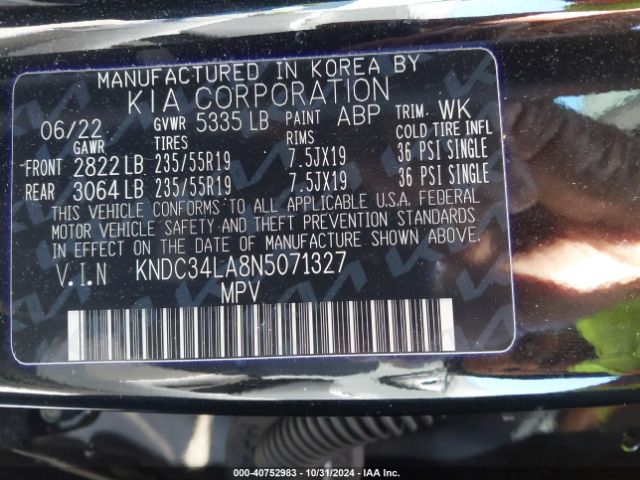 MANUFACTURED IN KOREA BY
KIA CORPORATION
06/22 GVWR 5335 LB PAINT ABP TRIM. WK
GAWR TIRES RIMS COLD TIRE INFL
FRONT 2822 LB 235/55R19 7.5JX19 36 PSI SINGLE
REAR 3064 LB 235/55R19 7.5JX19 36 PSI SINGLE
THIS VEHICLE CONFORMS TO ALL APPLICABLE U.S.A. FEDERAL
MOTOR VEHICLE SAFETY AND THEFT PREVENTION STANDARDS
IN EFFECT ON THE DATE OF MANUFACTURE SHOWN ABOVE.
V.I.N KNDC34LA8N5071327
MPV
000-40752983 - 10/31/2024 - IAA Inc.